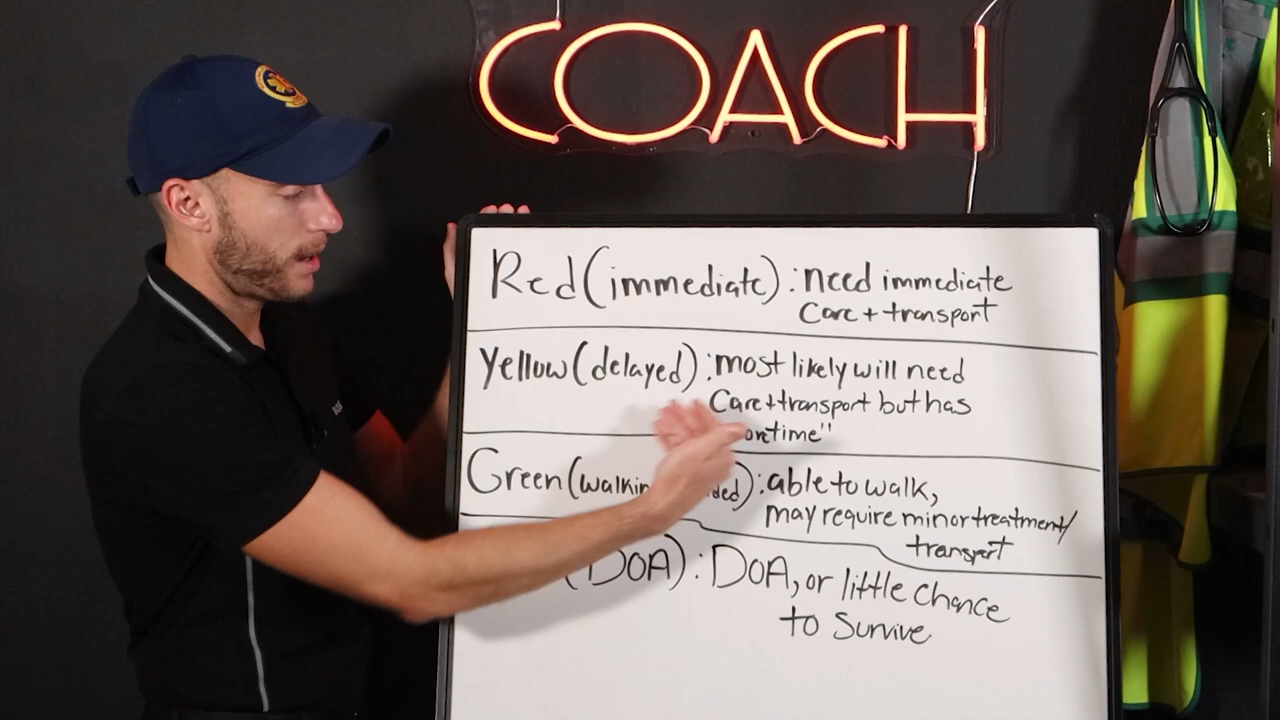 COACH
Red (immediate): need immediate
Care + transport
Yellow (delayed): most likely will need
Care + transport but has
time"
Green (): able to walk,
may require minor treatment/
transport
(DOA): DOA, or little chance
to Survive